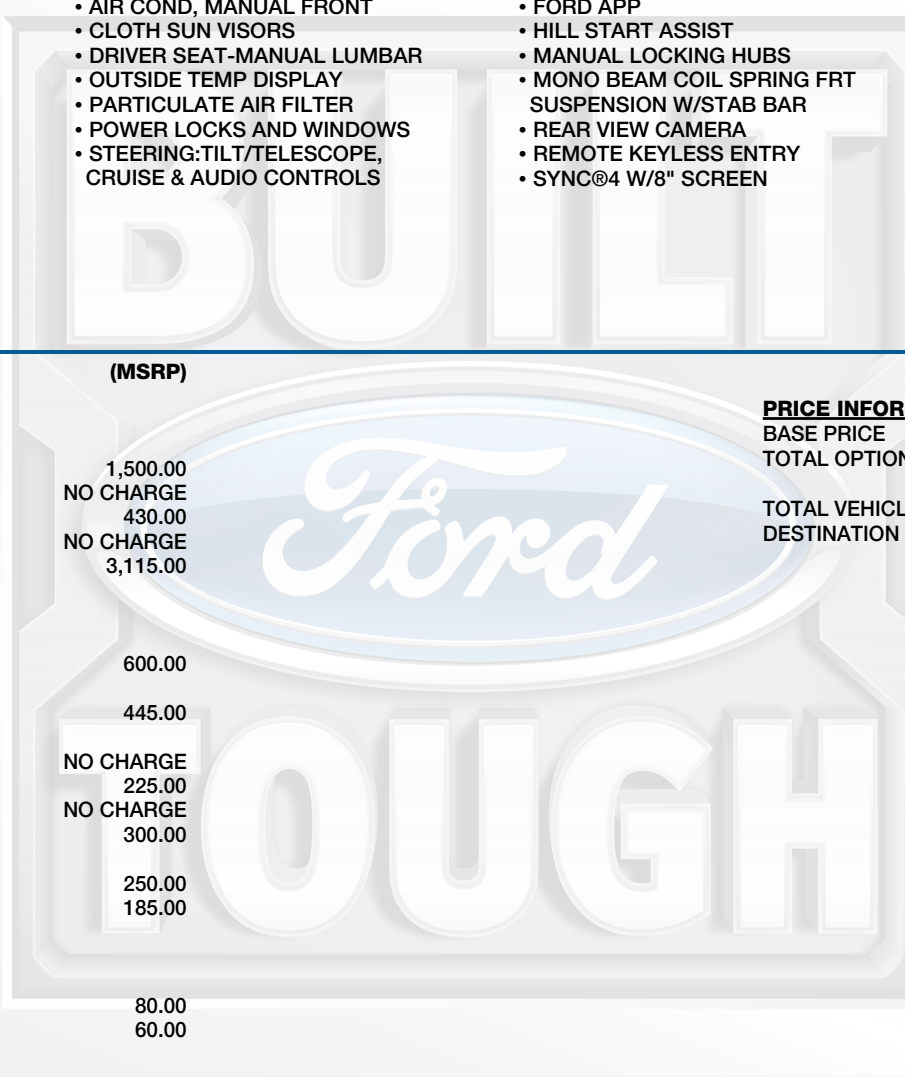 • AIR COND, MANUAL FRONT
• CLOTH SUN VISORS
• DRIVER SEAT-MANUAL LUMBAR
• OUTSIDE TEMP DISPLAY
• PARTICULATE AIR FILTER
• POWER LOCKS AND WINDOWS
• STEERING:TILT/TELESCOPE,
CRUISE & AUDIO CONTROLS
• FORD APP
• HILL START ASSIST
• MANUAL LOCKING HUBS
• MONO BEAM COIL SPRING FRT
SUSPENSION W/STAB BAR
• REAR VIEW CAMERA
• REMOTE KEYLESS ENTRY
• SYNC®4 W/8" SCREEN
BUILT
Ford
TOUGH
(MSRP)
1,500.00
NO CHARGE
430.00
NO CHARGE
3,115.00
600.00
445.00
NO CHARGE
225.00
NO CHARGE
300.00
250.00
185.00
80.00
60.00
PRICE INFOR
BASE PRICE
TOTAL OPTION
TOTAL VEHICL
DESTINATION